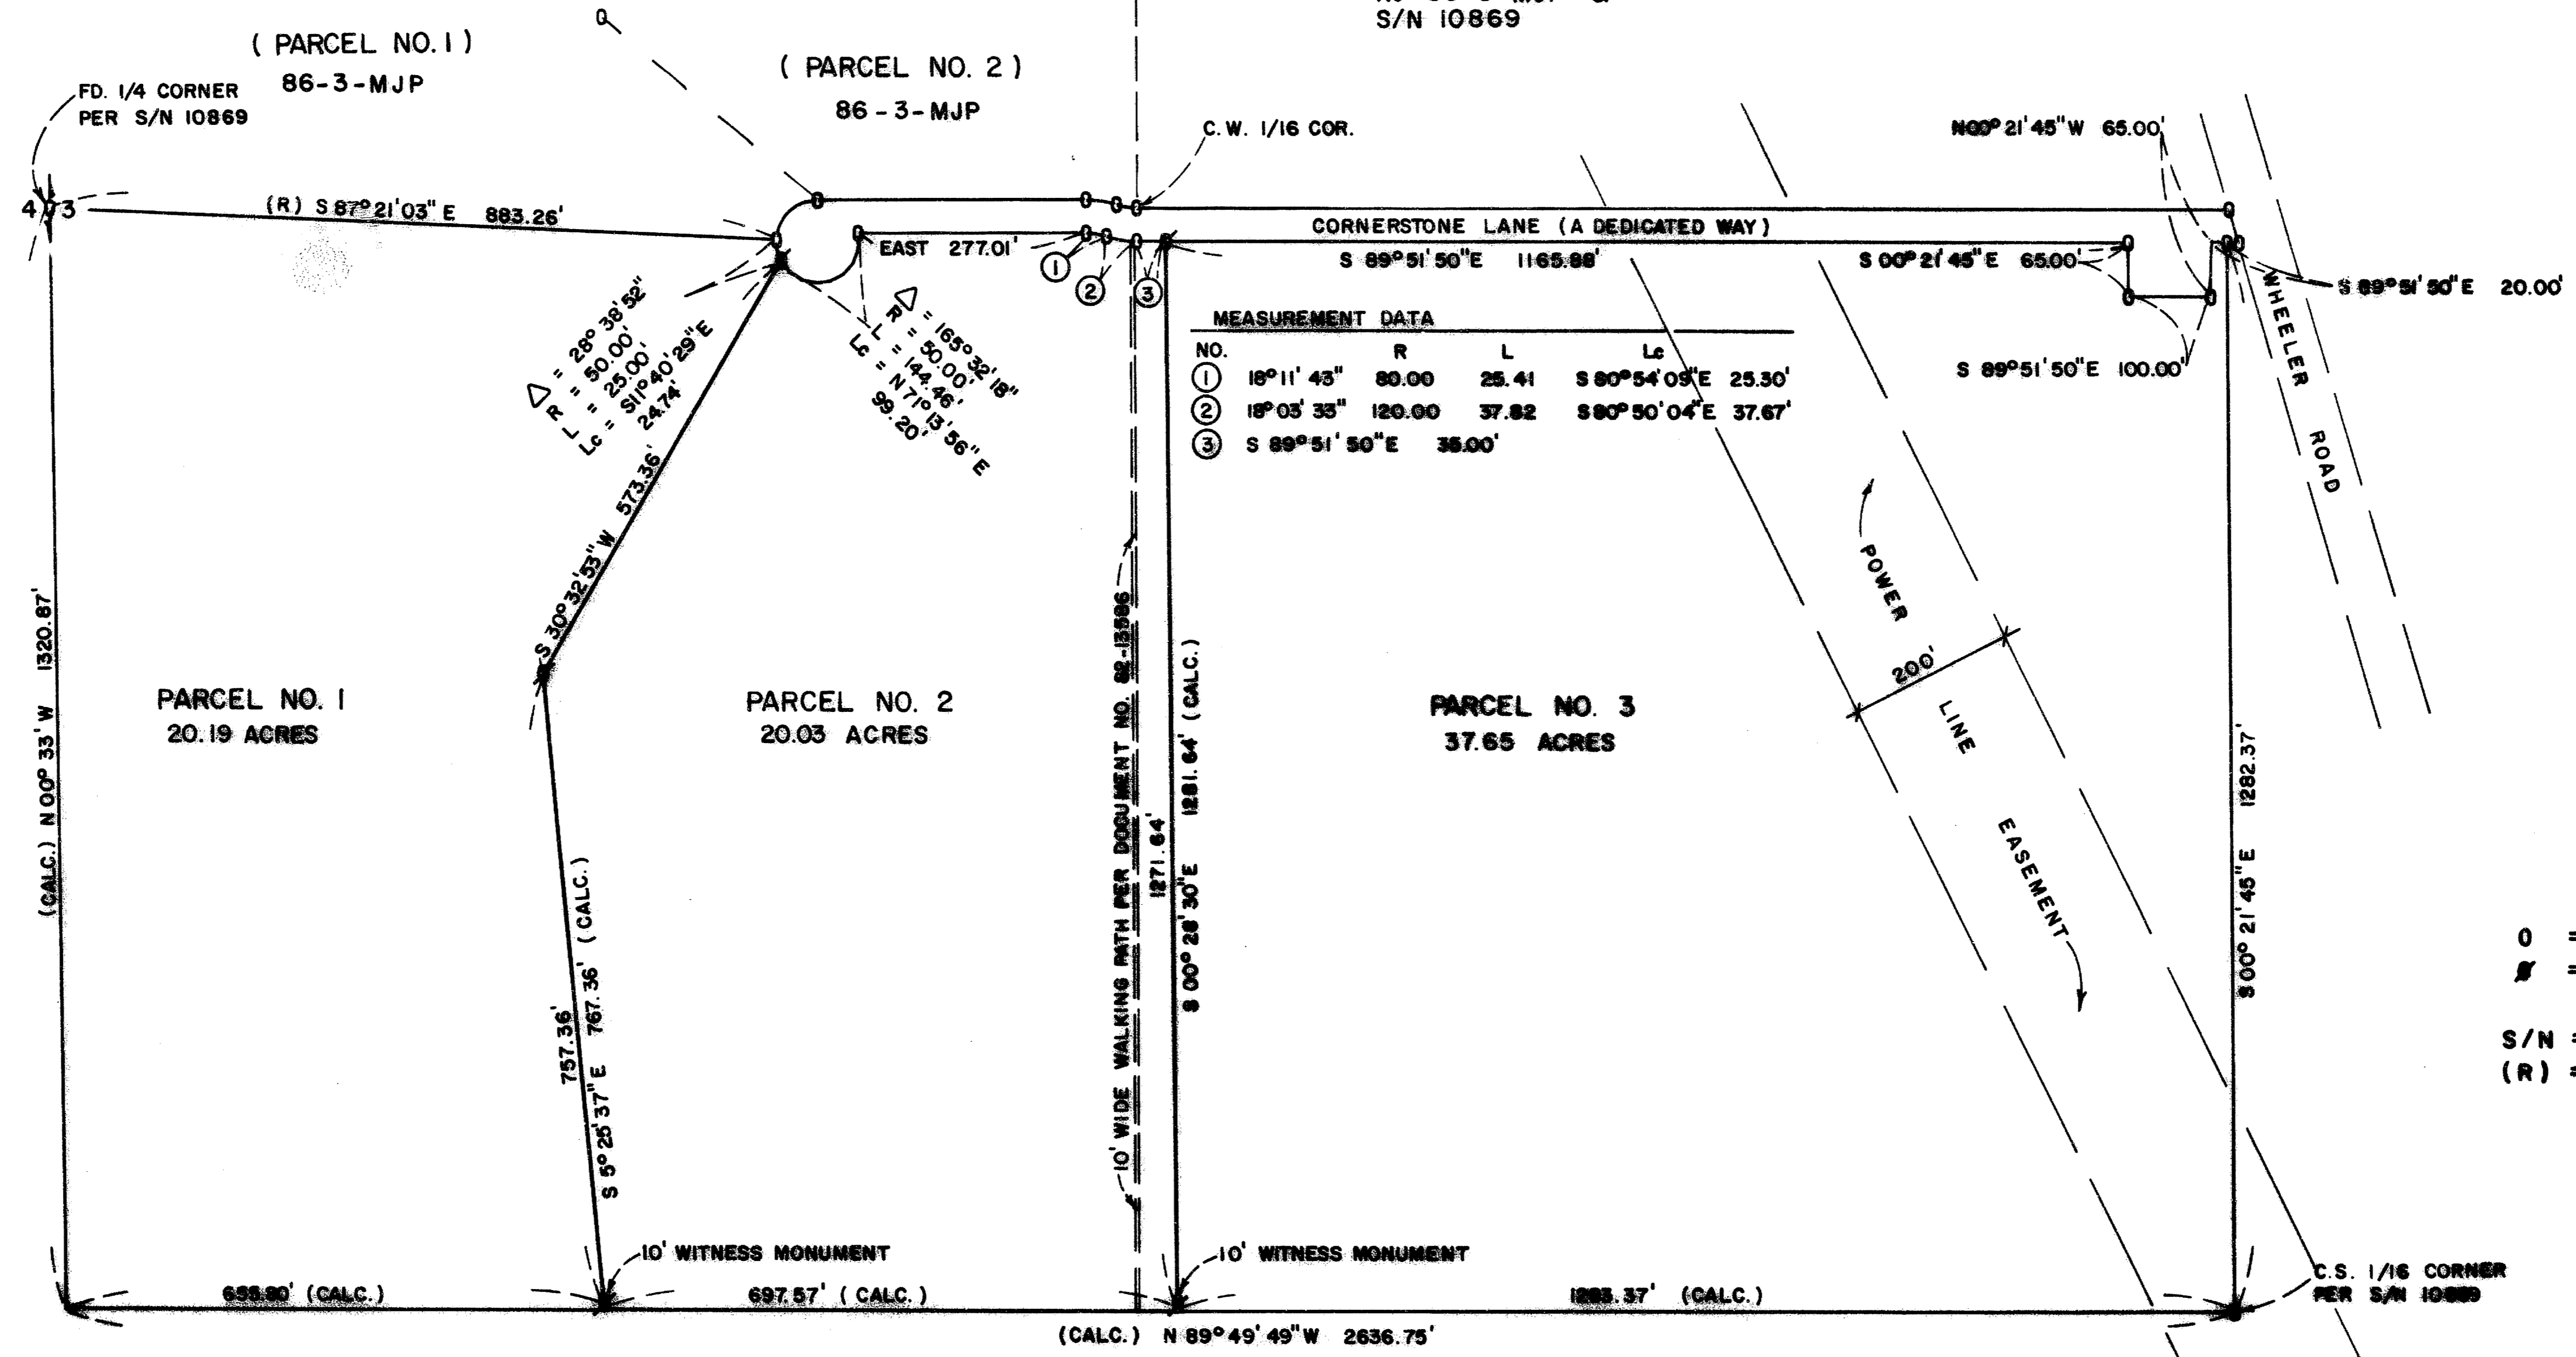 S/N 10869
( PARCEL NO. 1 )
86-3-MJP
( PARCEL NO. 2 )
86-3-MJP
FD. 1/4 CORNER
PER S/N 10869
C.W. 1/16 COR.
N00°21'45"W 65.00'
4 3
(R) S 87°21'03" E 883.26'
EAST 277.01'
CORNERSTONE LANE (A DEDICATED WAY)
S 89°51'50"E 1165.88'
S 00°21'45"E 65.00'
S 89°51'50"E 20.00'
S 89°51'50"E 100.00'
WHEELER ROAD
1
2
3
△ = 28°38'52"
R = 50.00'
L = 25.00'
Lc = S11°40'29"E
24.74'
△ = 165°32'18"
R = 50.00'
L = 144.46'
Lc = N71°13'56"E
99.20'
MEASUREMENT DATA
NO. R L Lc
1 18°11'43" 80.00 25.41 S 80°54'09"E 25.30'
2 18°03'33" 120.00 37.82 S 80°50'04"E 37.67'
3 S 89°51'50"E 35.00'
S 30°32'53"W 573.36'
(CALC.) N 00°33'W 1320.87'
PARCEL NO. 1
20.19 ACRES
PARCEL NO. 2
20.03 ACRES
PARCEL NO. 3
37.65 ACRES
10' WIDE WALKING PATH PER DOCUMENT NO. 82-13586
1271.64'
S 00°28'30"E 1281.64' (CALC.)
POWER LINE EASEMENT
200'
S 00°21'45"E 1282.37'
757.36'
S 5°25'37"E 767.36' (CALC.)
O =
Ø =
S/N =
(R) =
10' WITNESS MONUMENT
10' WITNESS MONUMENT
C.S. 1/16 CORNER
PER S/N 10869
655.80' (CALC.)
697.57' (CALC.)
1283.37' (CALC.)
(CALC.) N 89°49'49"W 2636.75'